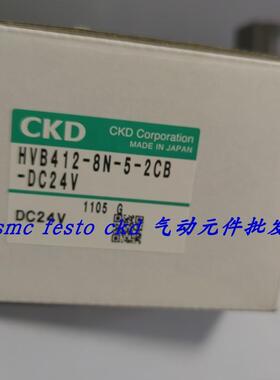 CKD
CKD Corporation
MADE IN JAPAN
HVB412-8N-5-2CB
-DC24V
1105 G
DC24V
smc festo ckd 气动元件批发